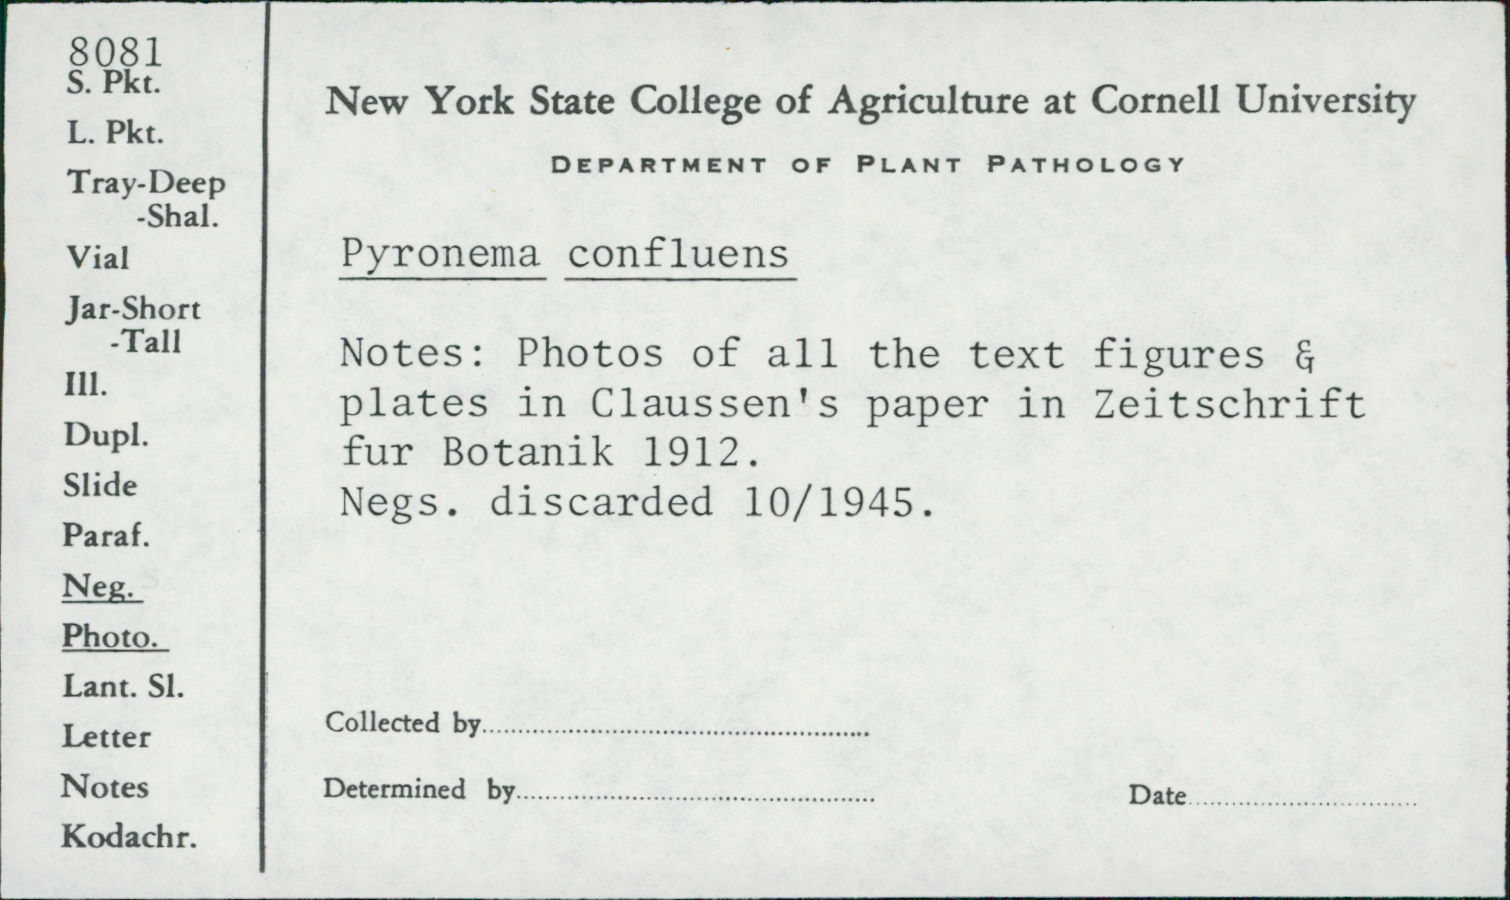 8081
S. Pkt.
L. Pkt.
Tray-Deep
-Shal.
Vial
Jar-Short
-Tall
Ill.
Dupl.
Slide
Paraf.
Neg.
Photo.
Lant. Sl.
Letter
Notes
Kodachr.
New York State College of Agriculture at Cornell University
DEPARTMENT OF PLANT PATHOLOGY
Pyronema confluens
Notes: Photos of all the text figures &
plates in Claussen's paper in Zeitschrift
fur Botanik 1912.
Negs. discarded 10/1945.
Collected by
Determined by
Date